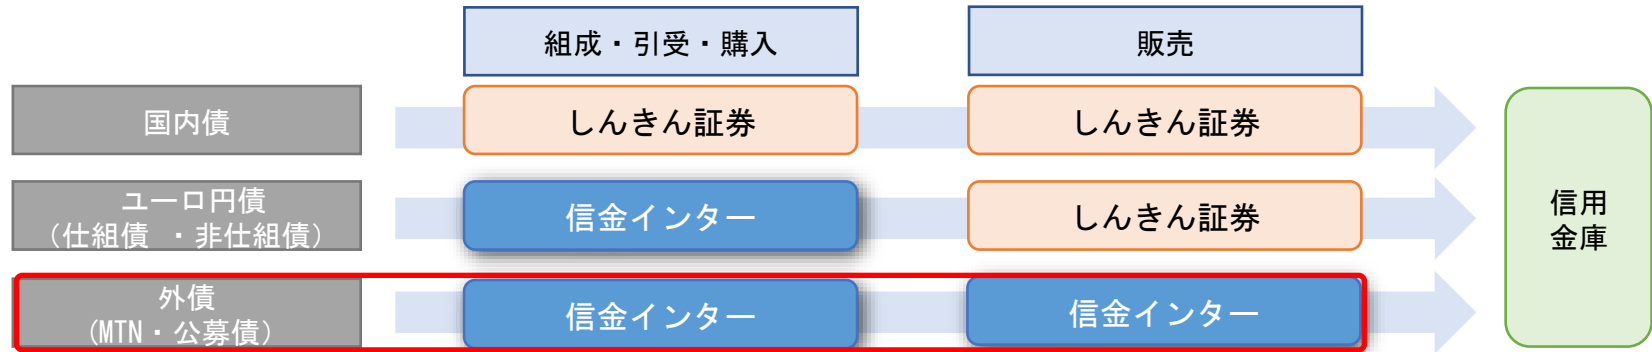 組成・引受・購入
販売
国内債
しんきん証券
しんきん証券
ユーロ円債
（仕組債 ・非仕組債）
信金インター
しんきん証券
外債
（MTN・公募債）
信金インター
信金インター
信用
金庫